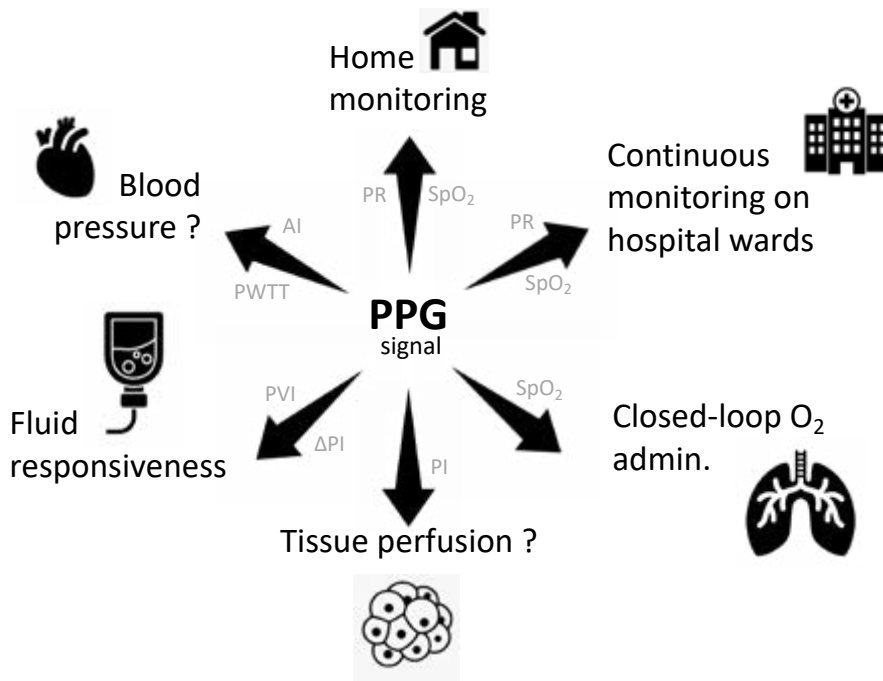 Home
monitoring
Continuous
monitoring on
hospital wards
Blood
pressure ?
PR
SpO₂
AI
PR
PWTT
SpO₂
PPG
signal
PVI
SpO₂
Fluid
responsiveness
ΔPI
PI
Closed-loop O₂
admin.
Tissue perfusion ?